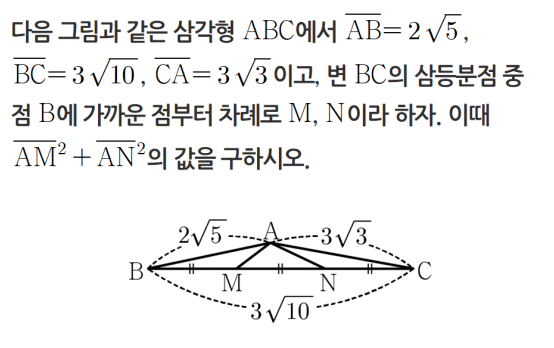 다음 그림과 같은 삼각형 ABC에서 $\overline{AB}=2\sqrt{5}$,
$\overline{BC}=3\sqrt{10}$, $\overline{CA}=3\sqrt{3}$이고, 변 BC의 삼등분점 중
점 B에 가까운 점부터 차례로 M, N이라 하자. 이때
$\overline{AM}^2+\overline{AN}^2$의 값을 구하시오.
2√5 A 3√3
B M N C
3√10